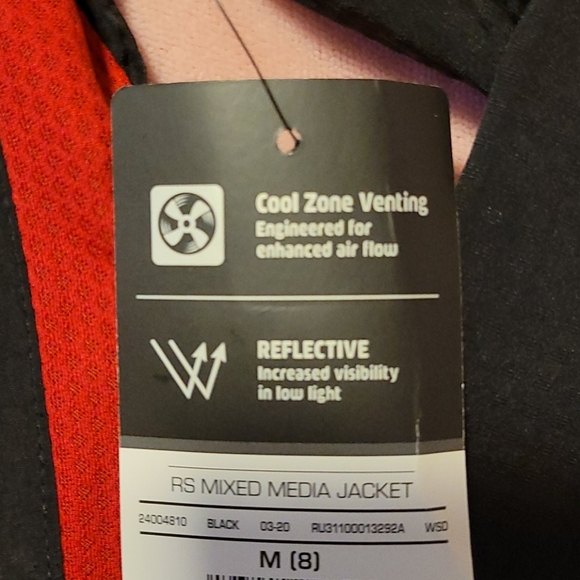 Cool Zone Venting
Engineered for
enhanced air flow
REFLECTIVE
Increased visibility
in low light
RS MIXED MEDIA JACKET
24004810 BLACK 03-20 RU31100013292A WSD
M (8)